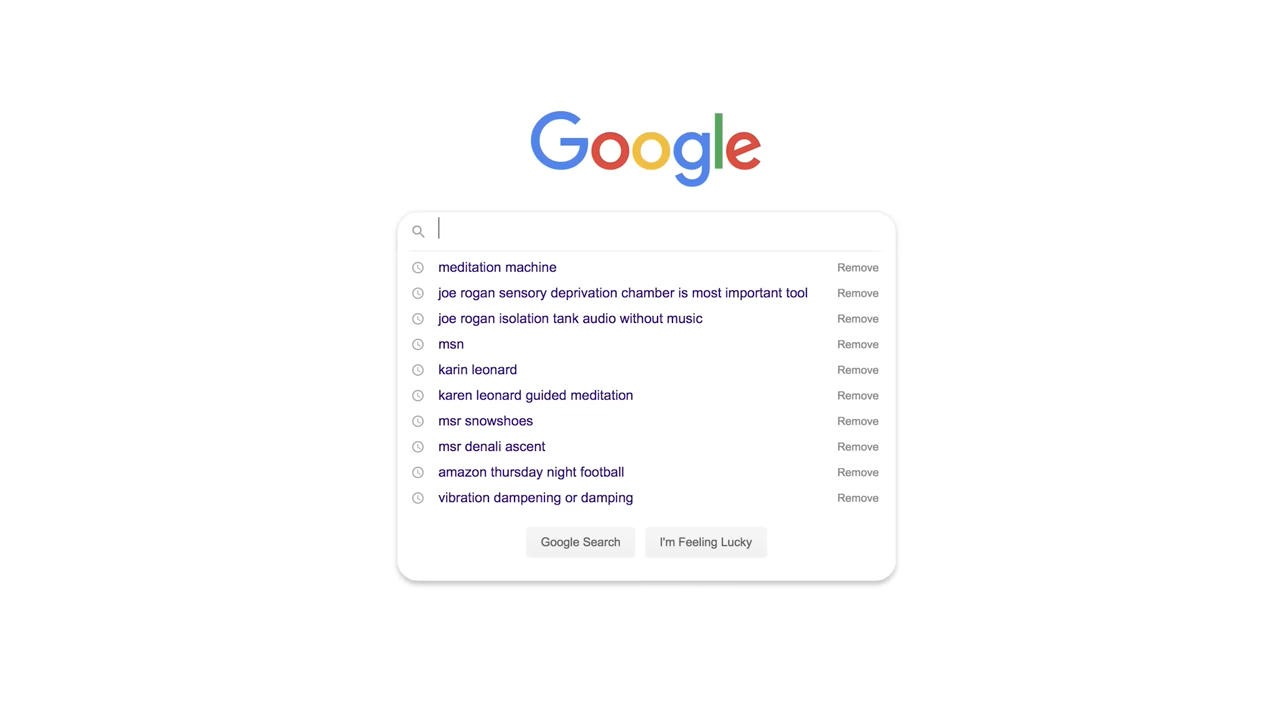 Google
meditation machine Remove
joe rogan sensory deprivation chamber is most important tool Remove
joe rogan isolation tank audio without music Remove
msn Remove
karin leonard Remove
karen leonard guided meditation Remove
msr snowshoes Remove
msr denali ascent Remove
amazon thursday night football Remove
vibration dampening or damping Remove
Google Search I'm Feeling Lucky